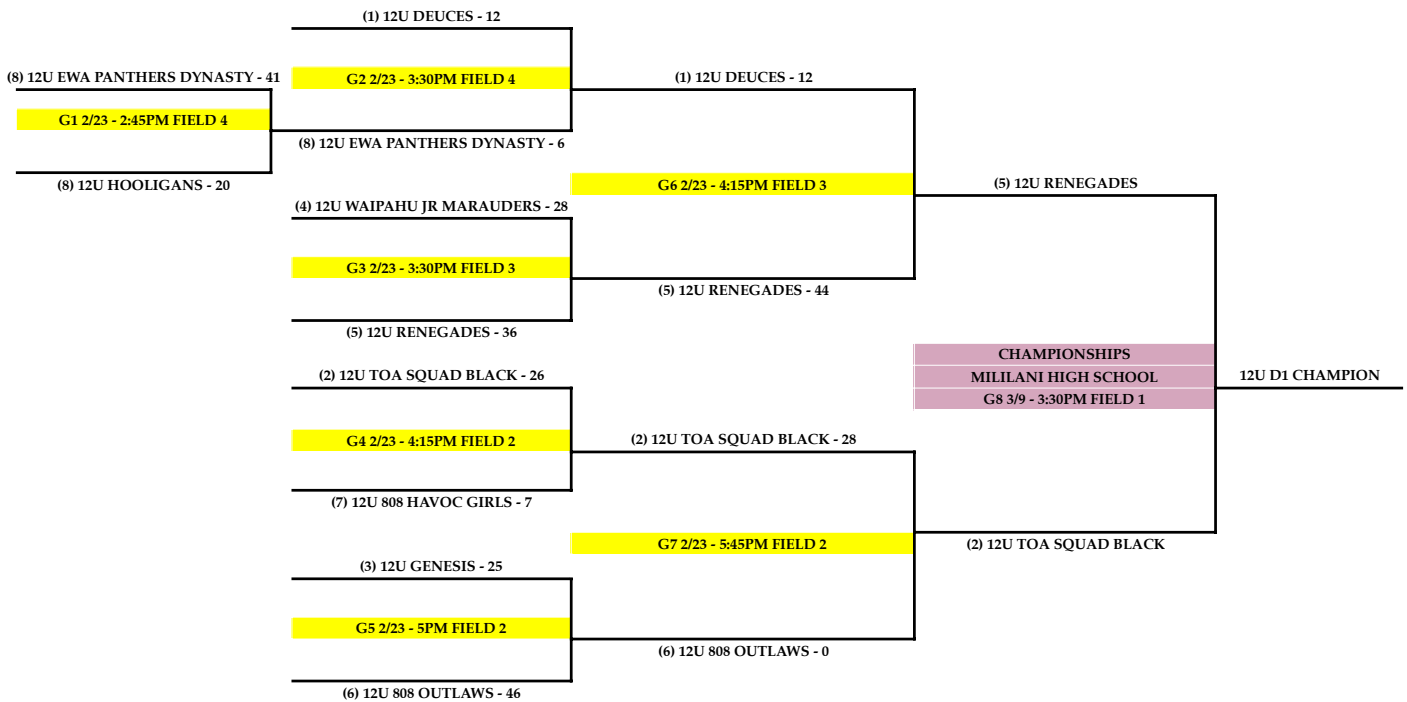 (1) 12U DEUCES - 12
(8) 12U EWA PANTHERS DYNASTY - 41
G2 2/23 - 3:30PM FIELD 4
(1) 12U DEUCES - 12
G1 2/23 - 2:45PM FIELD 4
(8) 12U EWA PANTHERS DYNASTY - 6
(8) 12U HOOLIGANS - 20
G6 2/23 - 4:15PM FIELD 3
(5) 12U RENEGADES
(4) 12U WAIPAHU JR MARAUDERS - 28
G3 2/23 - 3:30PM FIELD 3
(5) 12U RENEGADES - 44
(5) 12U RENEGADES - 36
CHAMPIONSHIPS
(2) 12U TOA SQUAD BLACK - 26
MILILANI HIGH SCHOOL
12U D1 CHAMPION
G8 3/9 - 3:30PM FIELD 1
G4 2/23 - 4:15PM FIELD 2
(2) 12U TOA SQUAD BLACK - 28
(7) 12U 808 HAVOC GIRLS - 7
G7 2/23 - 5:45PM FIELD 2
(2) 12U TOA SQUAD BLACK
(3) 12U GENESIS - 25
G5 2/23 - 5PM FIELD 2
(6) 12U 808 OUTLAWS - 0
(6) 12U 808 OUTLAWS - 46